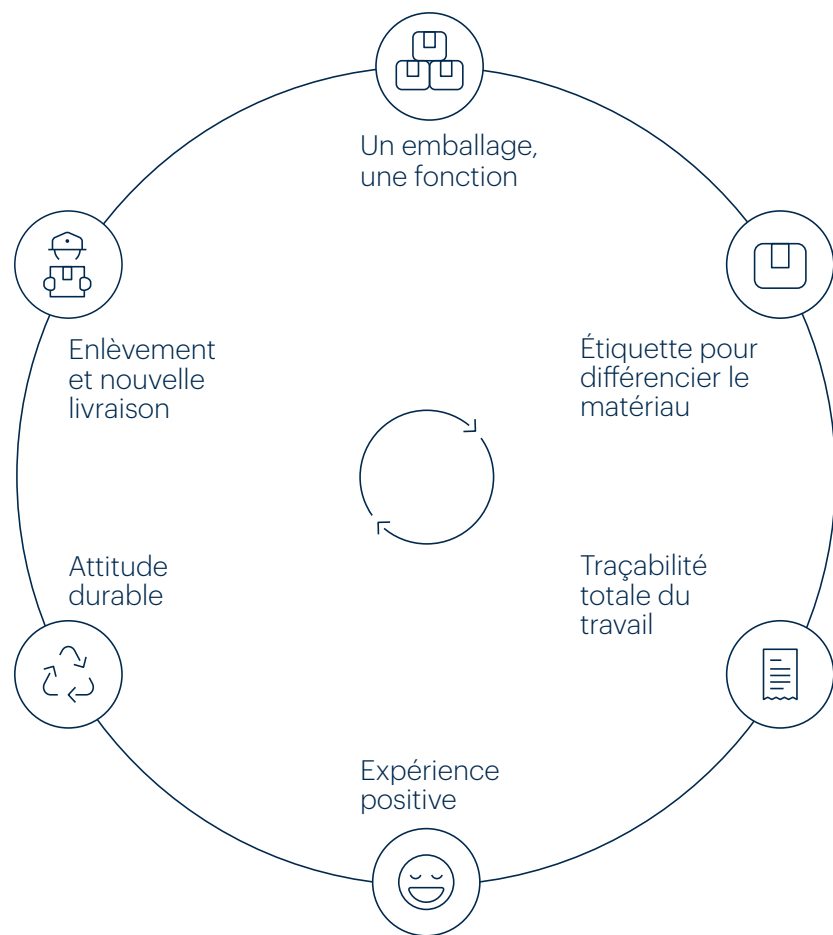 Un emballage,
une fonction
Étiquette pour
différencier le
matériau
Traçabilité
totale du
travail
Expérience
positive
Attitude
durable
Enlèvement
et nouvelle
livraison